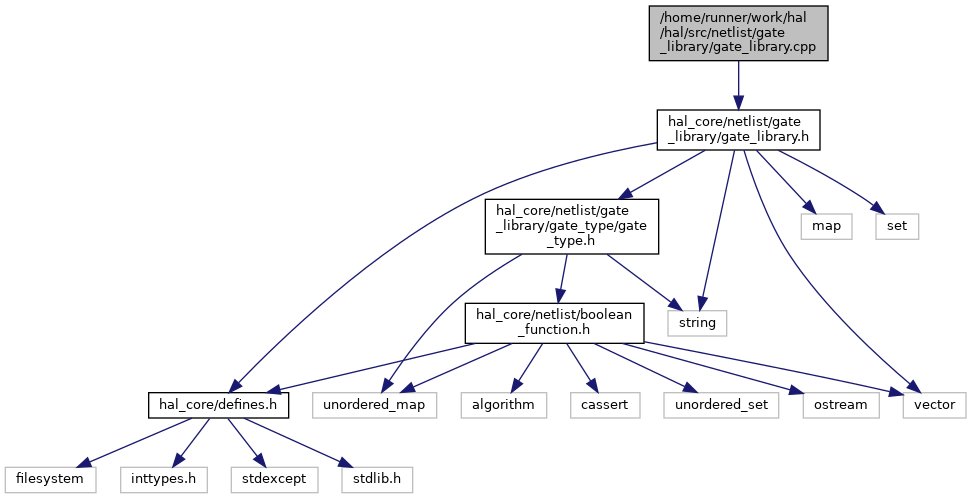 /home/runner/work/hal
/hal/src/netlist/gate
_library/gate_library.cpp
hal_core/netlist/gate
_library/gate_library.h
hal_core/netlist/gate
_library/gate_type/gate
_type.h
map
set
hal_core/netlist/boolean
_function.h
string
hal_core/defines.h
unordered_map
algorithm
cassert
unordered_set
ostream
vector
filesystem
inttypes.h
stdexcept
stdlib.h